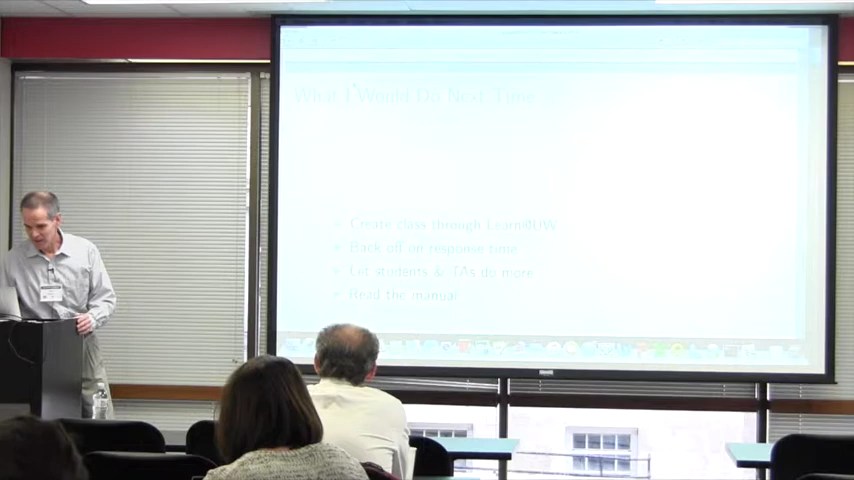 What I Would Do Next Time
Create class through Learn@UW
Back off on response time
Let students & TAs do more
Read the manual